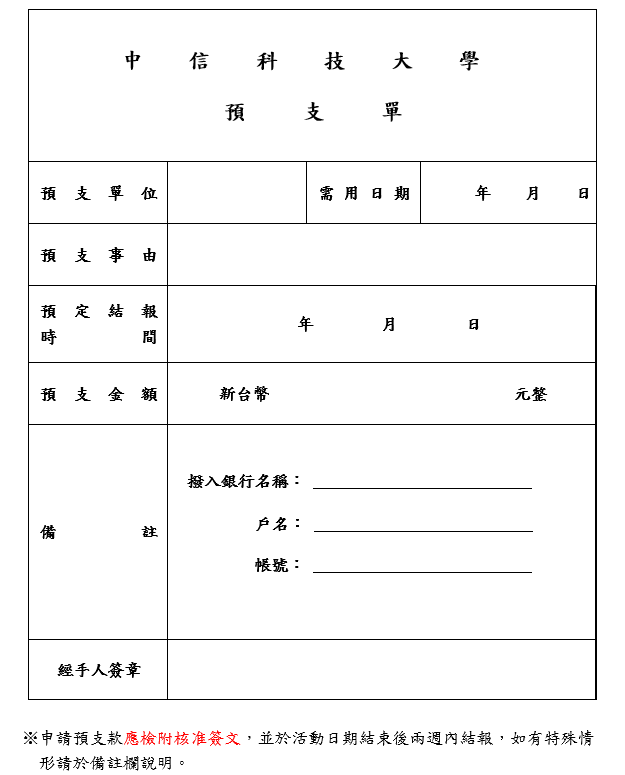 中信科技大學
預支單
預支單位 需用日期 年 月 日
預支事由
預定結報
時間
年 月 日
預支金額 新台幣 元整
撥入銀行名稱：
戶名：
備註
帳號：
經手人簽章
※申請預支款應檢附核准簽文，並於活動日期結束後兩週內結報，如有特殊情
形請於備註欄說明。